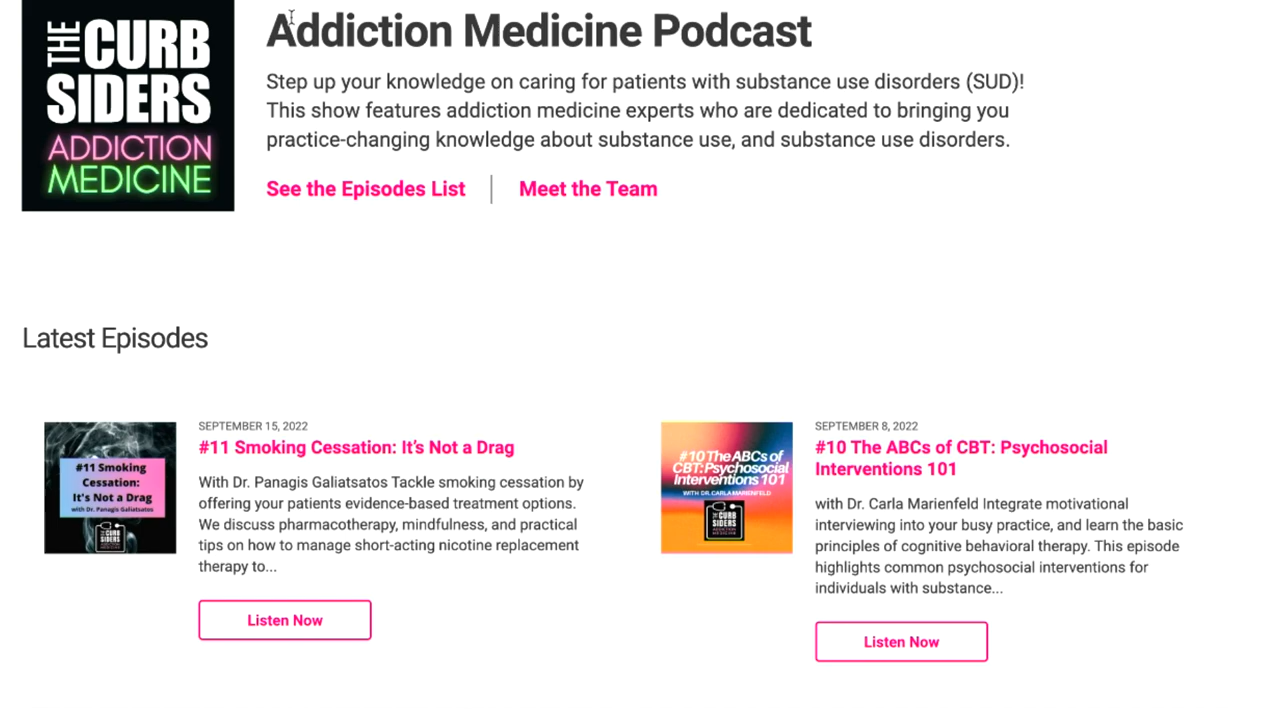 THE CURB
SIDERS
ADDICTION
MEDICINE
Addiction Medicine Podcast
Step up your knowledge on caring for patients with substance use disorders (SUD)!
This show features addiction medicine experts who are dedicated to bringing you
practice-changing knowledge about substance use, and substance use disorders.
See the Episodes List
Meet the Team
Latest Episodes
#11 Smoking
Cessation:
It's Not a Drag
with Dr. Panagis Galiatsatos
SEPTEMBER 15, 2022
#11 Smoking Cessation: It’s Not a Drag
With Dr. Panagis Galiatsatos Tackle smoking cessation by
offering your patients evidence-based treatment options.
We discuss pharmacotherapy, mindfulness, and practical
tips on how to manage short-acting nicotine replacement
therapy to...
Listen Now
#10 The ABCs of
CBT: Psychosocial
Interventions 101
WITH DR. CARLA MARIENFELD
THE CURB
SIDERS
SEPTEMBER 8, 2022
#10 The ABCs of CBT: Psychosocial
Interventions 101
with Dr. Carla Marienfeld Integrate motivational
interviewing into your busy practice, and learn the basic
principles of cognitive behavioral therapy. This episode
highlights common psychosocial interventions for
individuals with substance...
Listen Now